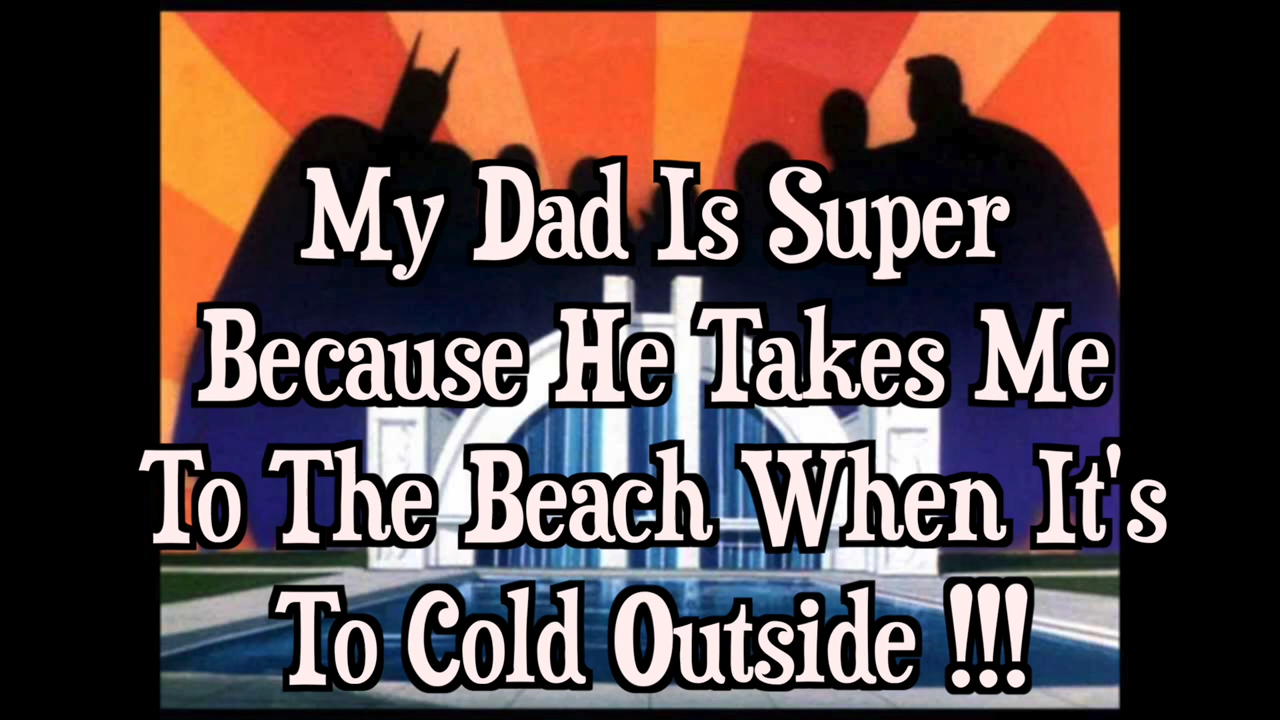 My Dad Is Super
Because He Takes Me
To The Beach When It's
To Cold Outside !!!